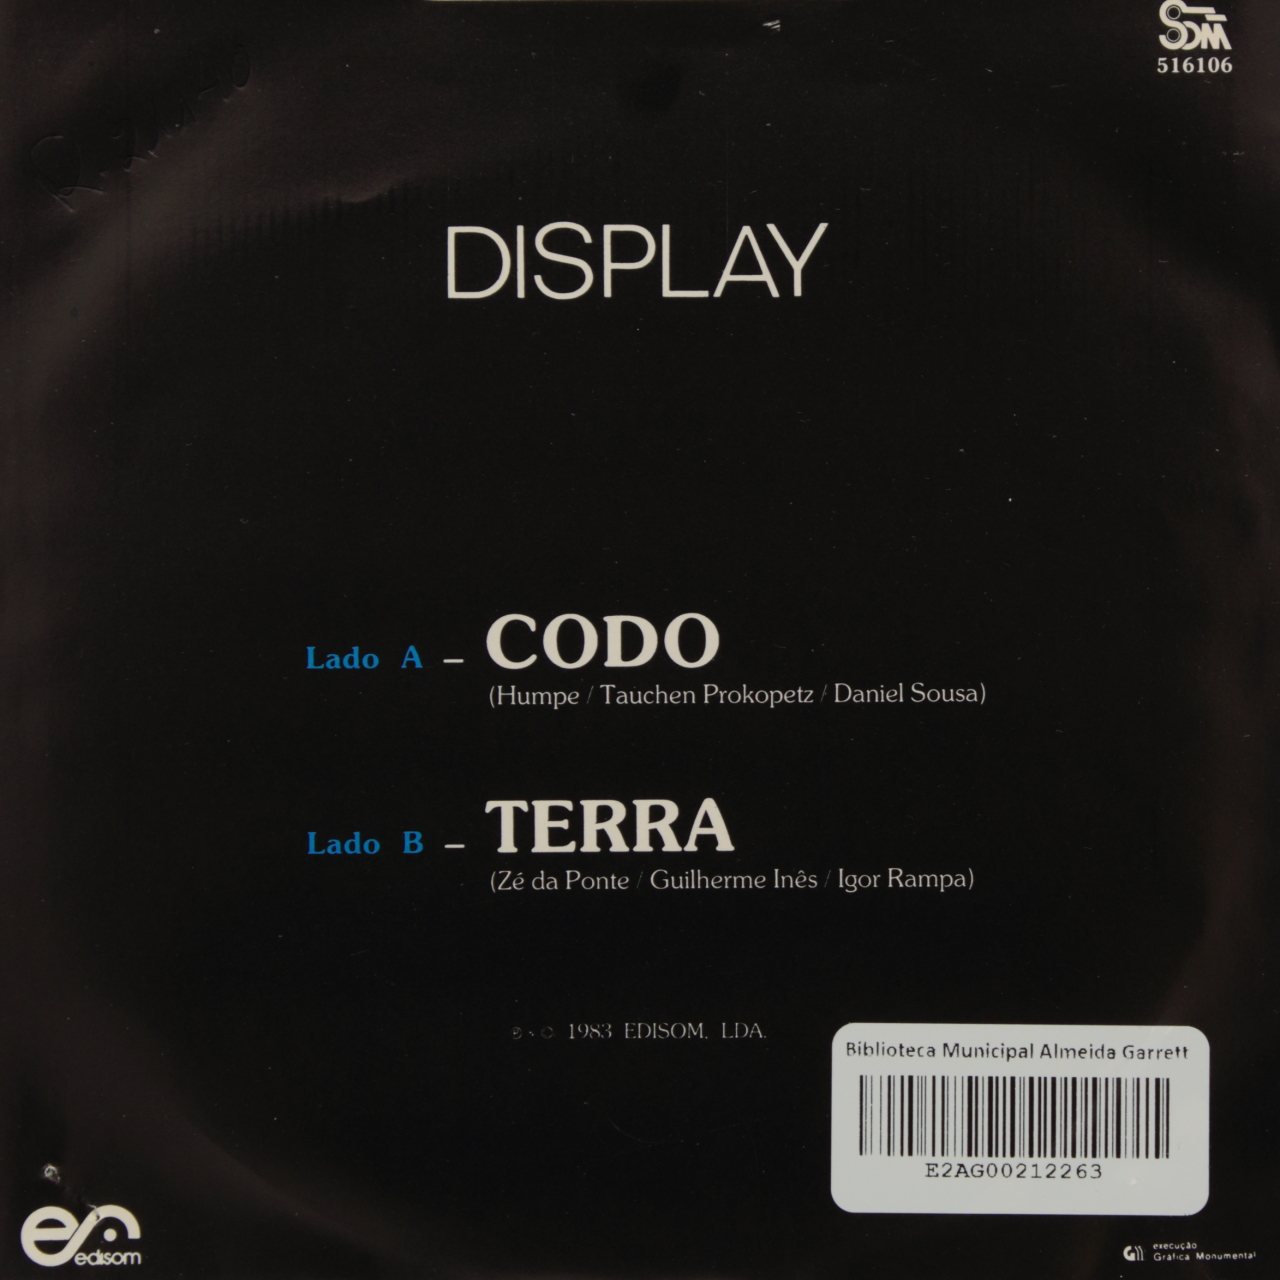 SOM
516106
DISPLAY
Lado A – CODO
(Humpe / Tauchen Prokopetz / Daniel Sousa)
Lado B – TERRA
(Zé da Ponte / Guilherme Inês / Igor Rampa)
℗ · © 1983 EDISOM, LDA.
Biblioteca Municipal Almeida Garrett
E2AG00212263
edisom
execução
Gráfica Monumental